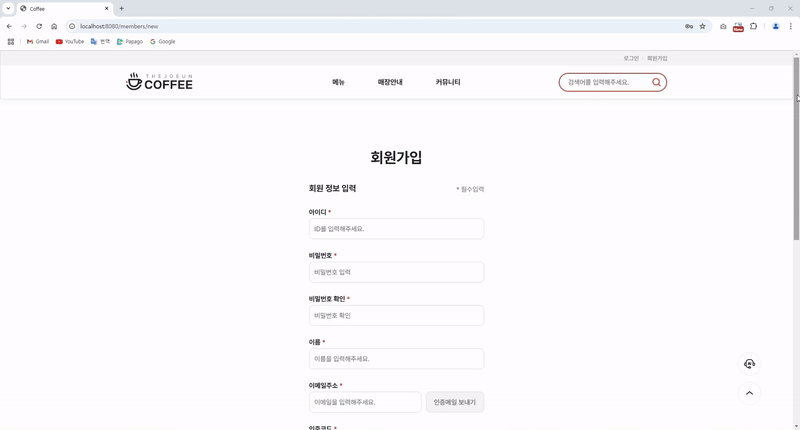 Coffee
localhost:8080/members/new
Gmail
YouTube
번역
Papago
Google
로그인
회원가입
THEJOEUN
COFFEE
메뉴
매장안내
커뮤니티
검색어를 입력해주세요.
회원가입
회원 정보 입력
* 필수입력
아이디 *
ID를 입력해주세요.
비밀번호 *
비밀번호 입력
비밀번호 확인 *
비밀번호 확인
이름 *
이름을 입력해주세요.
이메일주소 *
이메일을 입력해주세요.
인증메일 보내기
인증코드 *